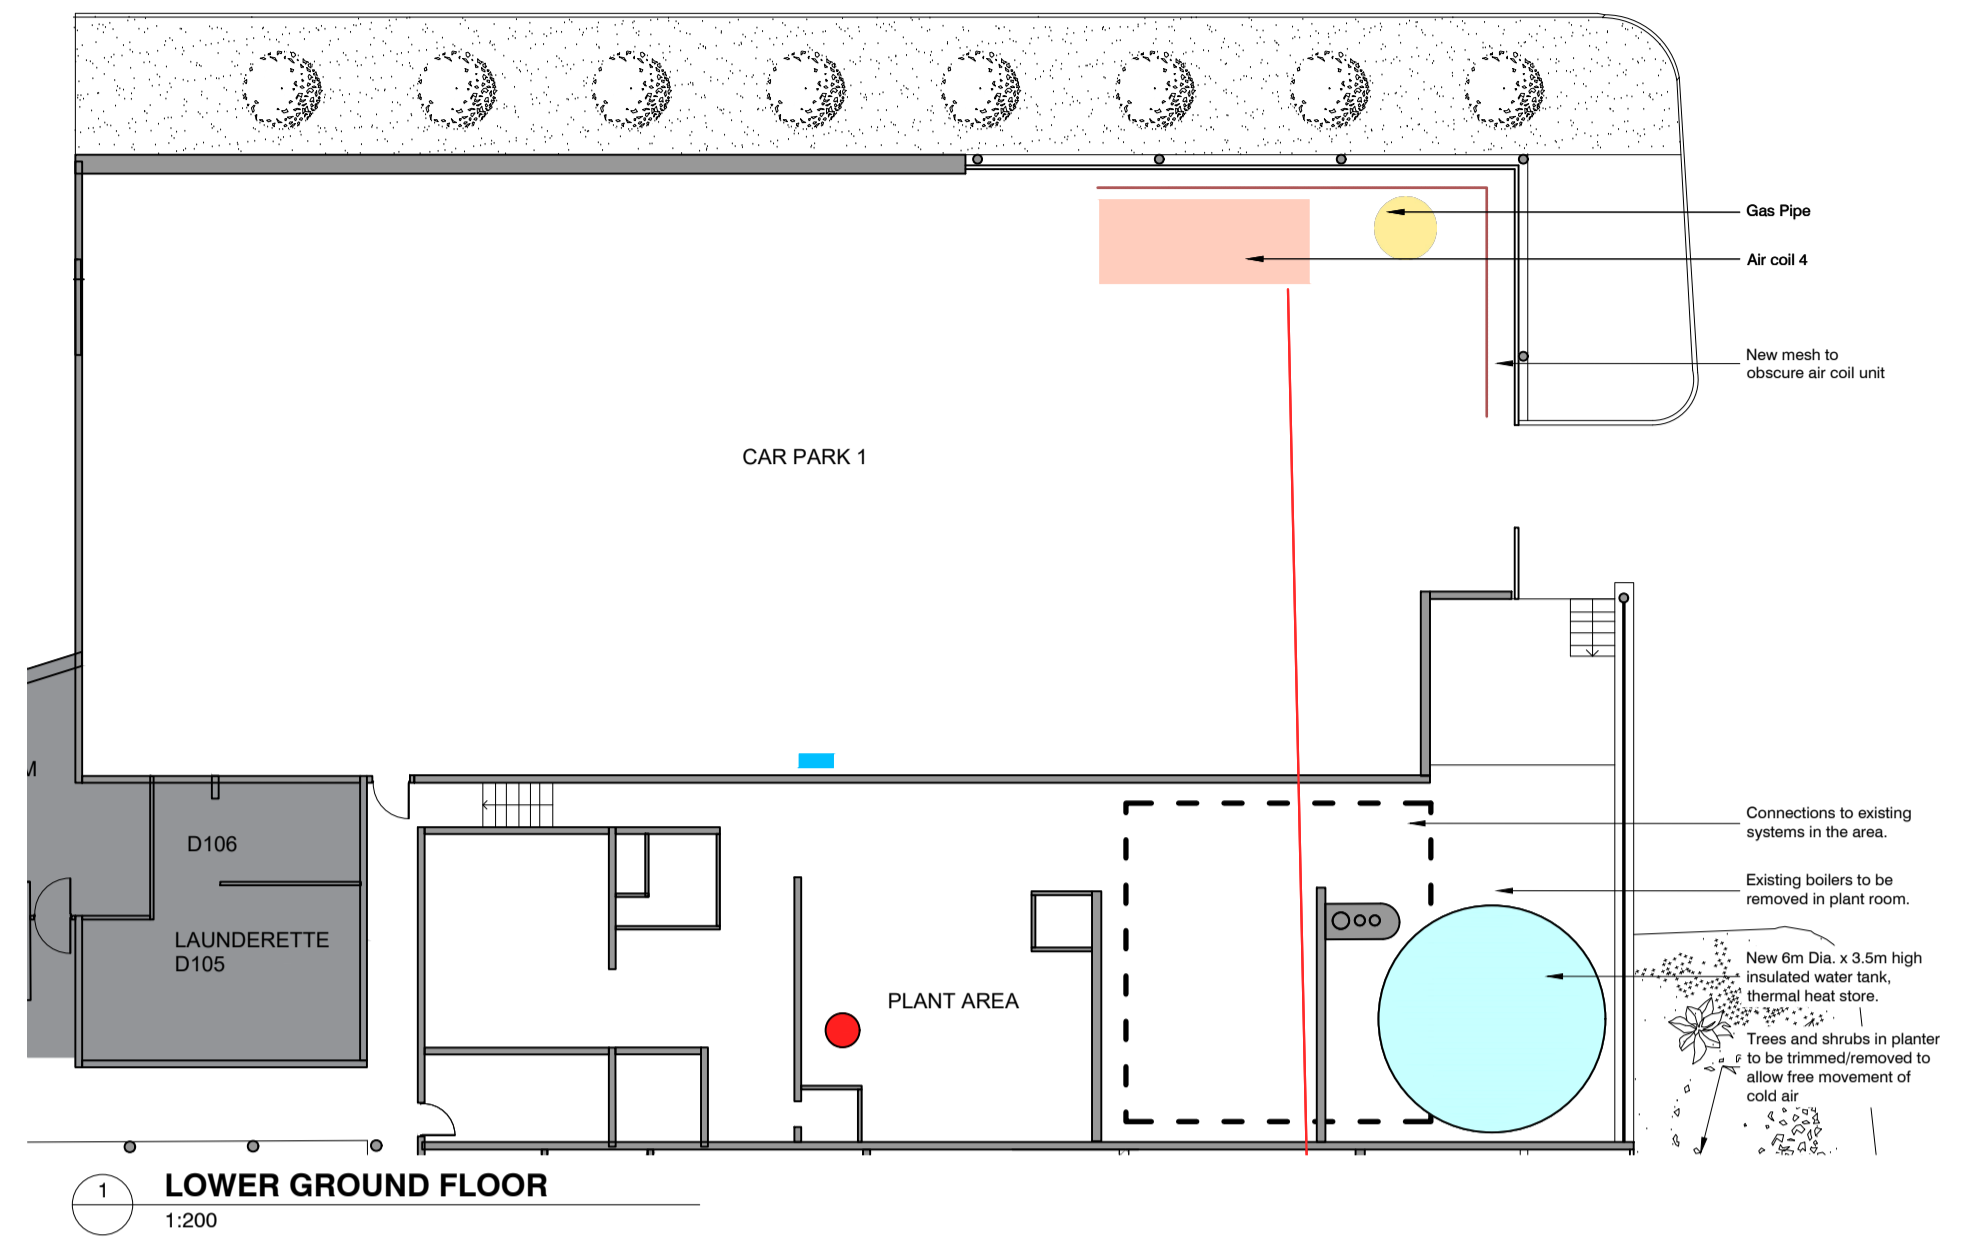 Gas Pipe
Air coil 4
New mesh to
obscure air coil unit
CAR PARK 1
M
Connections to existing
systems in the area.
D106
Existing boilers to be
removed in plant room.
LAUNDERETTE
D105
New 6m Dia. x 3.5m high
insulated water tank,
thermal heat store.
PLANT AREA
Trees and shrubs in planter
to be trimmed/removed to
allow free movement of
cold air
1
LOWER GROUND FLOOR
1:200